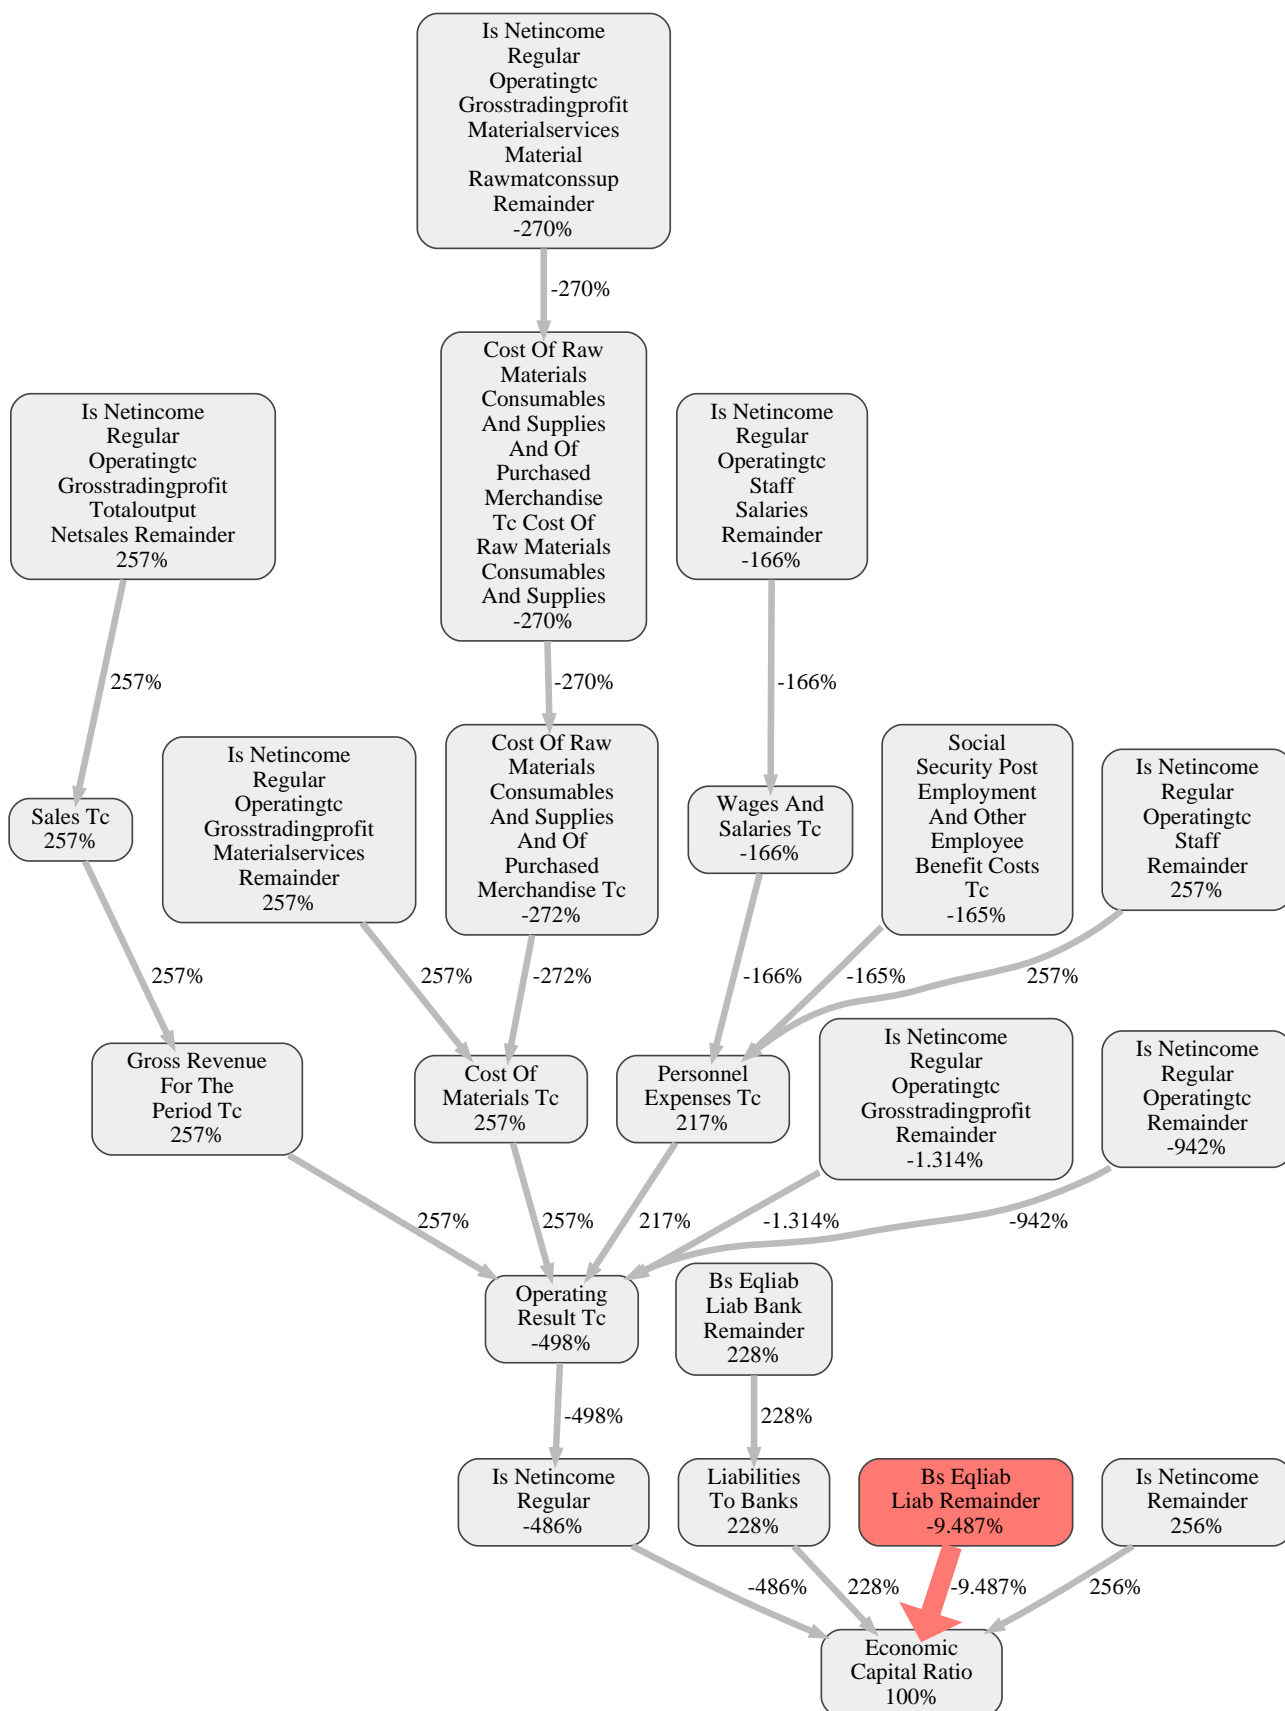 Is Netincome
Regular
Operatingtc
Grosstradingprofit
Materialservices
Material
Rawmatconssup
Remainder
-270%
-270%
Cost Of Raw
Materials
Consumables
And Supplies
And Of
Purchased
Merchandise
Tc Cost Of
Raw Materials
Consumables
And Supplies
-270%
Is Netincome
Regular
Operatingtc
Grosstradingprofit
Totaloutput
Netsales Remainder
257%
Is Netincome
Regular
Operatingtc
Staff
Salaries
Remainder
-166%
257%
-270%
-166%
Sales Tc
257%
Is Netincome
Regular
Operatingtc
Grosstradingprofit
Materialservices
Remainder
257%
Cost Of Raw
Materials
Consumables
And Supplies
And Of
Purchased
Merchandise Tc
-272%
Wages And
Salaries Tc
-166%
Social
Security Post
Employment
And Other
Employee
Benefit Costs
Tc
-165%
Is Netincome
Regular
Operatingtc
Staff
Remainder
257%
257%
257%
-272%
-166%
-165%
257%
Gross Revenue
For The
Period Tc
257%
Cost Of
Materials Tc
257%
Personnel
Expenses Tc
217%
Is Netincome
Regular
Operatingtc
Grosstradingprofit
Remainder
-1.314%
Is Netincome
Regular
Operatingtc
Remainder
-942%
257%
257%
217%
-1.314%
-942%
Operating
Result Tc
-498%
Bs Eqliab
Liab Bank
Remainder
228%
-498%
228%
Is Netincome
Regular
-486%
Liabilities
To Banks
228%
Bs Eqliab
Liab Remainder
-9.487%
Is Netincome
Remainder
256%
-486%
228%
-9.487%
256%
Economic
Capital Ratio
100%